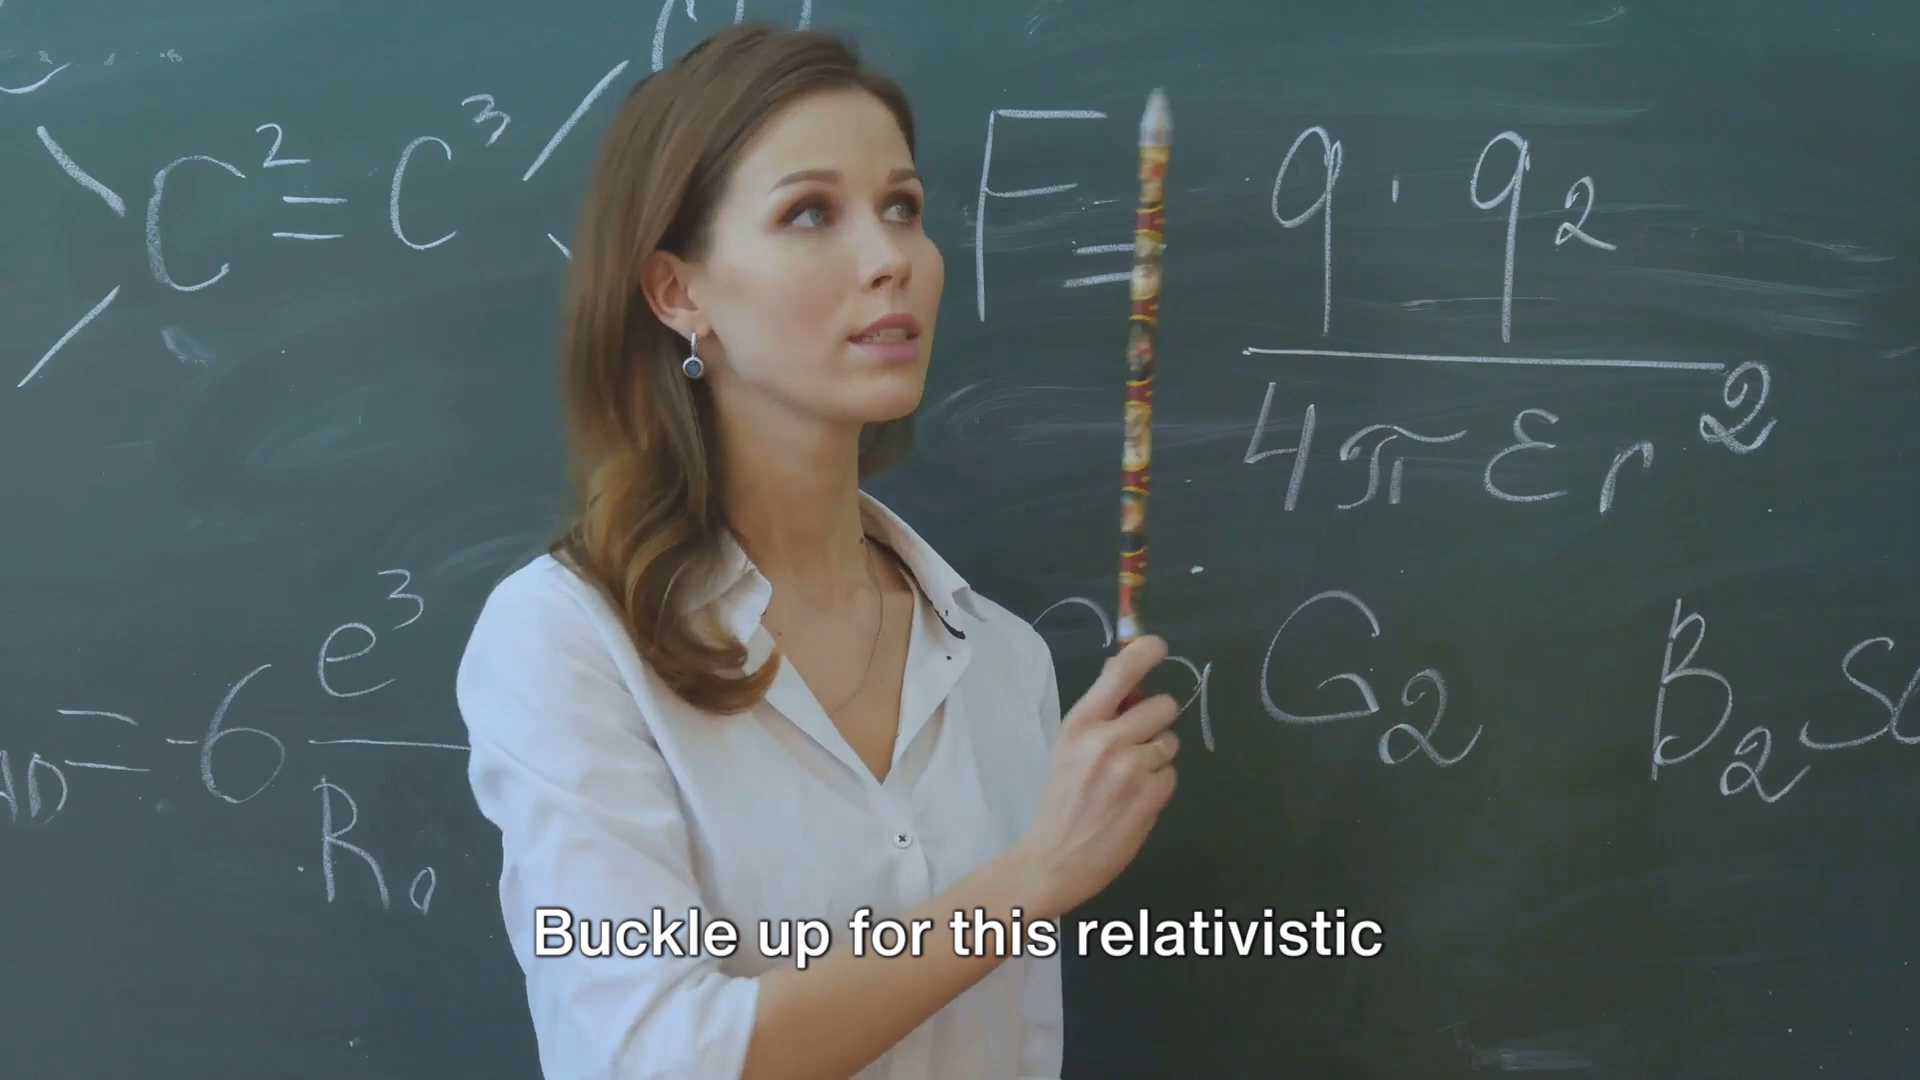 C² = C³
F = q · q₂
4πεr²
= -6 e³
R₀
G₂ B₂
Buckle up for this relativistic